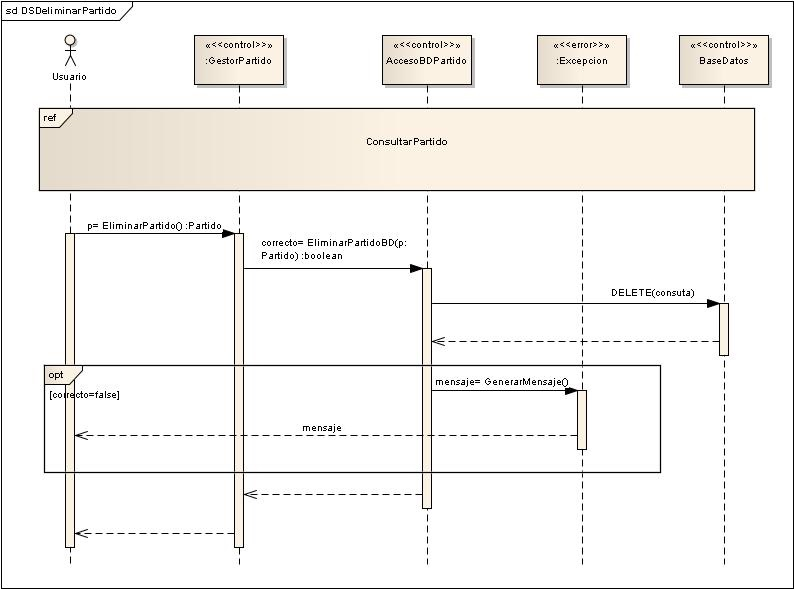 sd DSDeliminarPartido
Usuario
«<<control>>»
:GestorPartido
«<<control>>»
AccesoBDPartido
«<<error>>»
:Excepcion
«<<control>>»
BaseDatos
ref
ConsultarPartido
p= EliminarPartido() :Partido
correcto= EliminarPartidoBD(p:
Partido) :boolean
DELETE(consuta)
opt
[correcto=false]
mensaje= GenerarMensaje()
mensaje